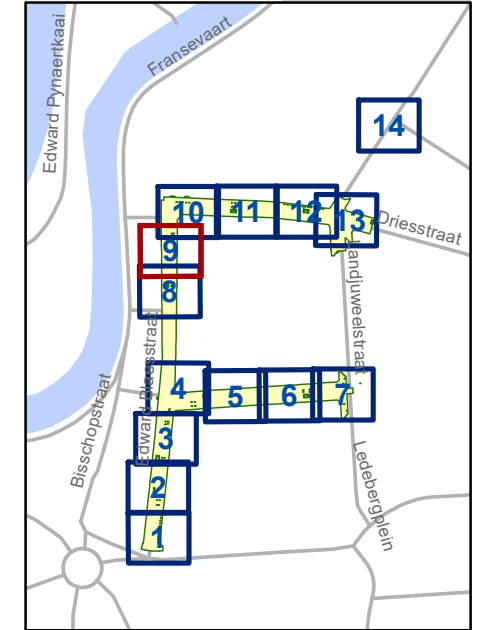 Edward Pynaertkaai
Fransevaart
14
10
11
12
13
Driesstraat
9
8
Landjuweelstraat
Edward Blaesstraat
Bisschopstraat
4
5
6
7
3
Ledebergplein
2
1